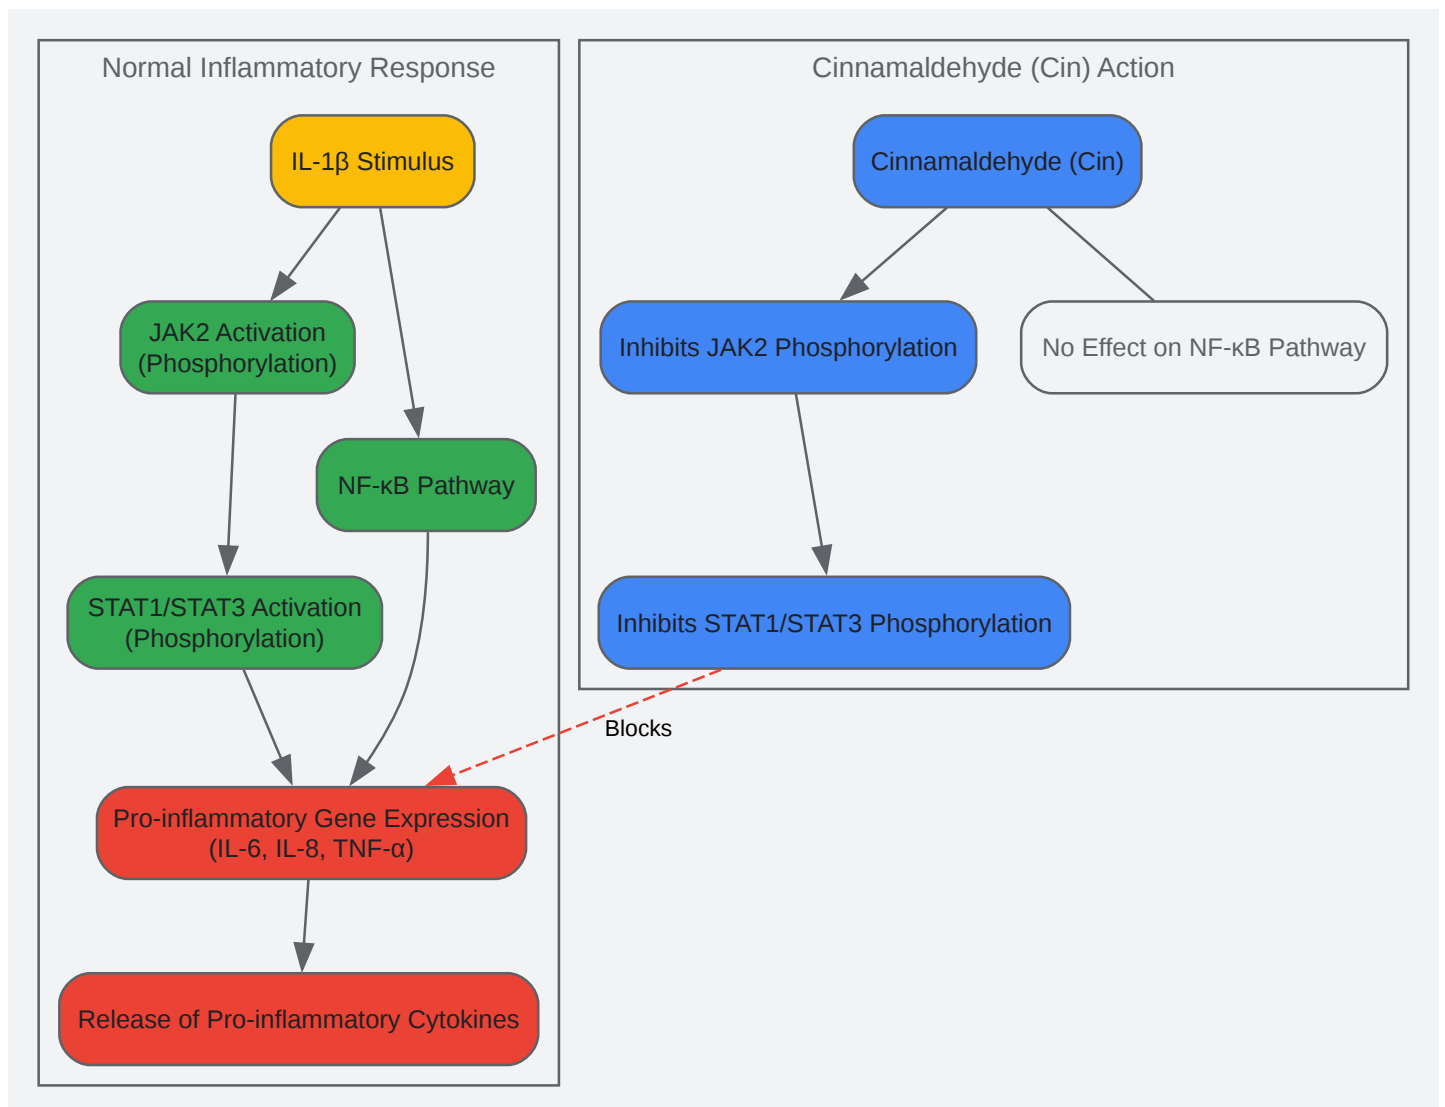 Normal Inflammatory Response
IL-1β Stimulus
JAK2 Activation
(Phosphorylation)
NF-κB Pathway
STAT1/STAT3 Activation
(Phosphorylation)
Pro-inflammatory Gene Expression
(IL-6, IL-8, TNF-α)
Release of Pro-inflammatory Cytokines
Cinnamaldehyde (Cin) Action
Cinnamaldehyde (Cin)
Inhibits JAK2 Phosphorylation
No Effect on NF-κB Pathway
Inhibits STAT1/STAT3 Phosphorylation
Blocks